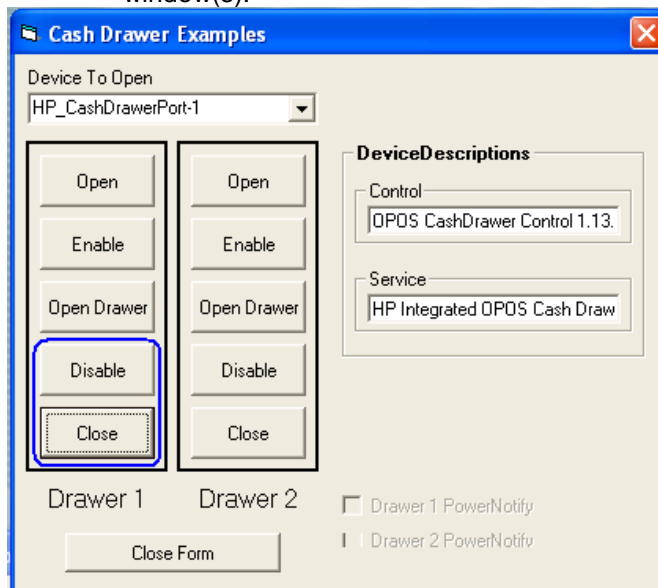 window(s).
Cash Drawer Examples
Device To Open
HP_CashDrawerPort-1
Open
Enable
Open Drawer
Disable
Close
Drawer 1
Open
Enable
Open Drawer
Disable
Close
Drawer 2
Close Form
DeviceDescriptions
Control
OPOS CashDrawer Control 1.13.
Service
HP Integrated OPOS Cash Draw
Drawer 1 PowerNotify
Drawer 2 PowerNotify